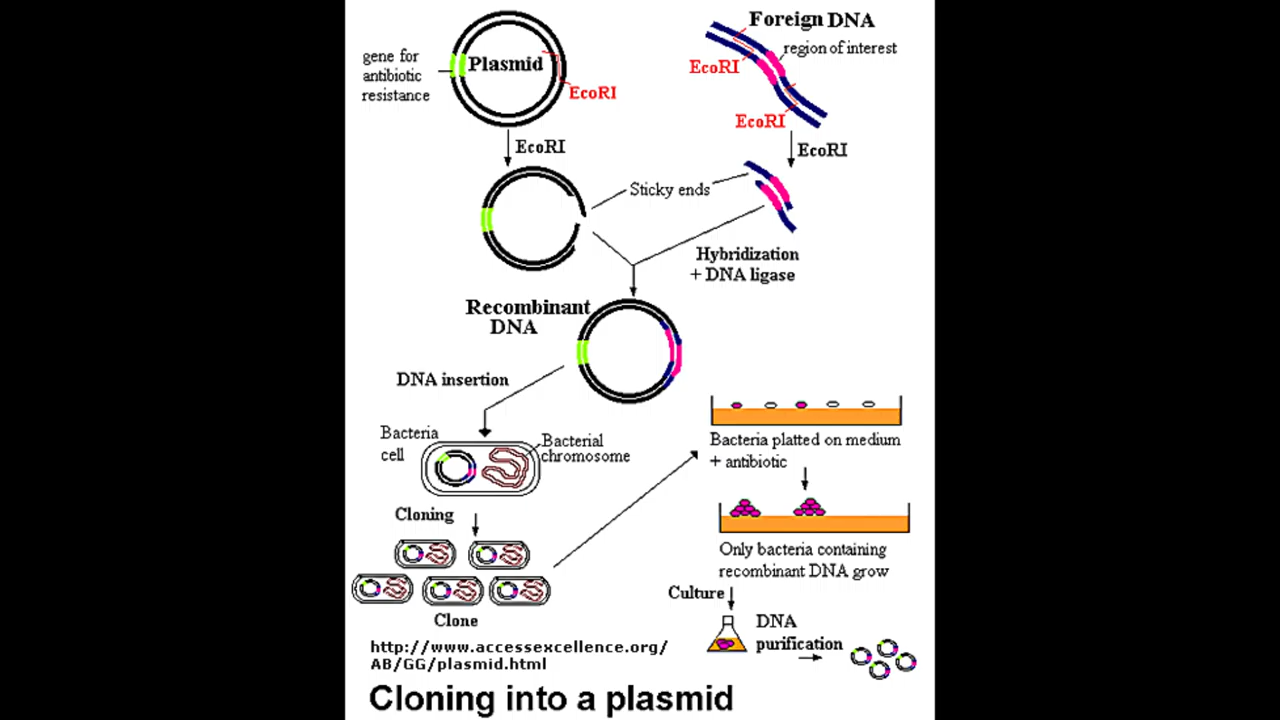 gene for
antibiotic
resistance
Plasmid
EcoRI
Foreign DNA
region of interest
EcoRI
EcoRI
EcoRI
EcoRI
Sticky ends
Hybridization
+ DNA ligase
Recombinant
DNA
DNA insertion
Bacteria
cell
Bacterial
chromosome
Cloning
Clone
Bacteria platted on medium
+ antibiotic
Only bacteria containing
recombinant DNA grow
Culture
DNA
purification
http://www.accessexcellence.org/
AB/GG/plasmid.html
Cloning into a plasmid